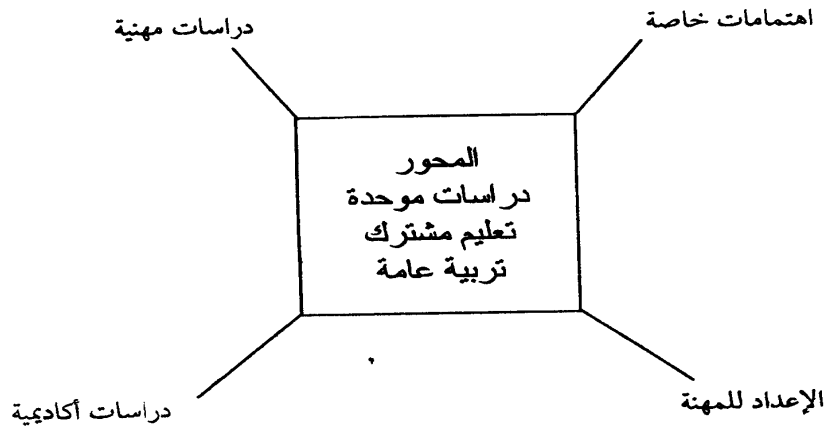 اهتمامات خاصة
دراسات مهنية
المحور
دراسات موحدة
تعليم مشترك
تربية عامة
الإعداد للمهنة
دراسات أكاديمية